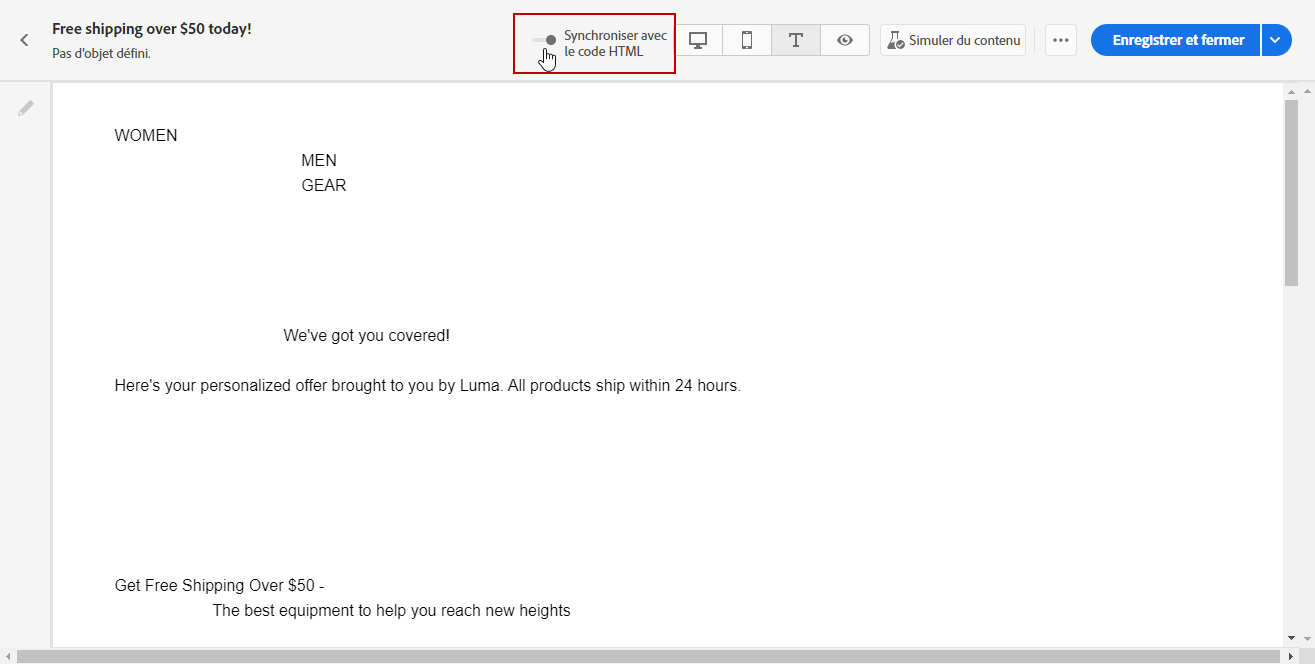 Free shipping over $50 today!
Pas d'objet défini.
Synchroniser avec
le code HTML
Simuler du contenu
Enregistrer et fermer
WOMEN
MEN
GEAR
We've got you covered!
Here's your personalized offer brought to you by Luma. All products ship within 24 hours.
Get Free Shipping Over $50 -
The best equipment to help you reach new heights